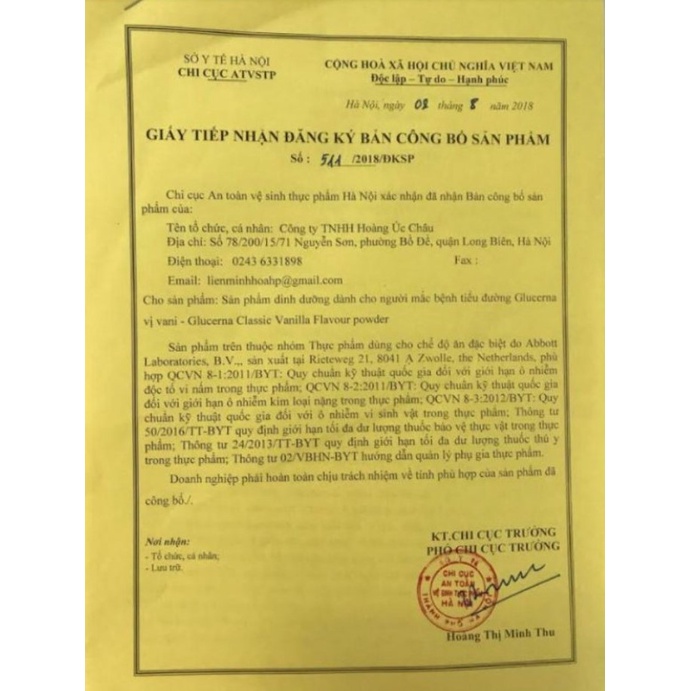 SỞ Y TẾ HÀ NỘI
CHI CỤC ATVSTP
CỘNG HOÀ XÃ HỘI CHỦ NGHĨA VIỆT NAM
Độc lập - Tự do - Hạnh phúc
Hà Nội, ngày 02 tháng 8 năm 2018
GIẤY TIẾP NHẬN ĐĂNG KÝ BẢN CÔNG BỐ SẢN PHẨM
Số : 511 /2018/ĐKSP
Chi cục An toàn vệ sinh thực phẩm Hà Nội xác nhận đã nhận Bản công bố sản
phẩm của:
Tên tổ chức, cá nhân: Công ty TNHH Hoàng Úc Châu
Địa chỉ: Số 78/200/15/71 Nguyễn Sơn, phường Bồ Đề, quận Long Biên, Hà Nội
Điện thoại: 0243 6331898 Fax :
Email: lienminhhoahp@gmail.com
Cho sản phẩm: Sản phẩm dinh dưỡng dành cho người mắc bệnh tiểu đường Glucerna
vị vani - Glucerna Classic Vanilla Flavour powder
Sản phẩm trên thuộc nhóm Thực phẩm dùng cho chế độ ăn đặc biệt do Abbott
Laboratories, B.V.,, sản xuất tại Rieteweg 21, 8041 A Zwolle, the Netherlands, phù
hợp QCVN 8-1:2011/BYT: Quy chuẩn kỹ thuật quốc gia đối với giới hạn ô nhiễm
độc tố vi nấm trong thực phẩm; QCVN 8-2:2011/BYT: Quy chuẩn kỹ thuật quốc gia
đối với giới hạn ô nhiễm kim loại nặng trong thực phẩm; QCVN 8-3:2012/BYT: Quy
chuẩn kỹ thuật quốc gia đối với ô nhiễm vi sinh vật trong thực phẩm; Thông tư
50/2016/TT-BYT quy định giới hạn tối đa dư lượng thuốc bảo vệ thực vật trong thực
phẩm; Thông tư 24/2013/TT-BYT quy định giới hạn tối đa dư lượng thuốc thú y
trong thực phẩm; Thông tư 02/VBHN-BYT hướng dẫn quản lý phụ gia thực phẩm.
Doanh nghiệp phải hoàn toàn chịu trách nhiệm về tính phù hợp của sản phẩm đã
công bố./.
Nơi nhận:
- Tổ chức, cá nhân;
- Lưu trữ.
KT.CHI CỤC TRƯỞNG
PHÓ CHI CỤC TRƯỞNG
CHI CỤC
AN TOÀN
VỆ SINH THỰC PHẨM
HÀ NỘI
Hoàng Thị Minh Thu